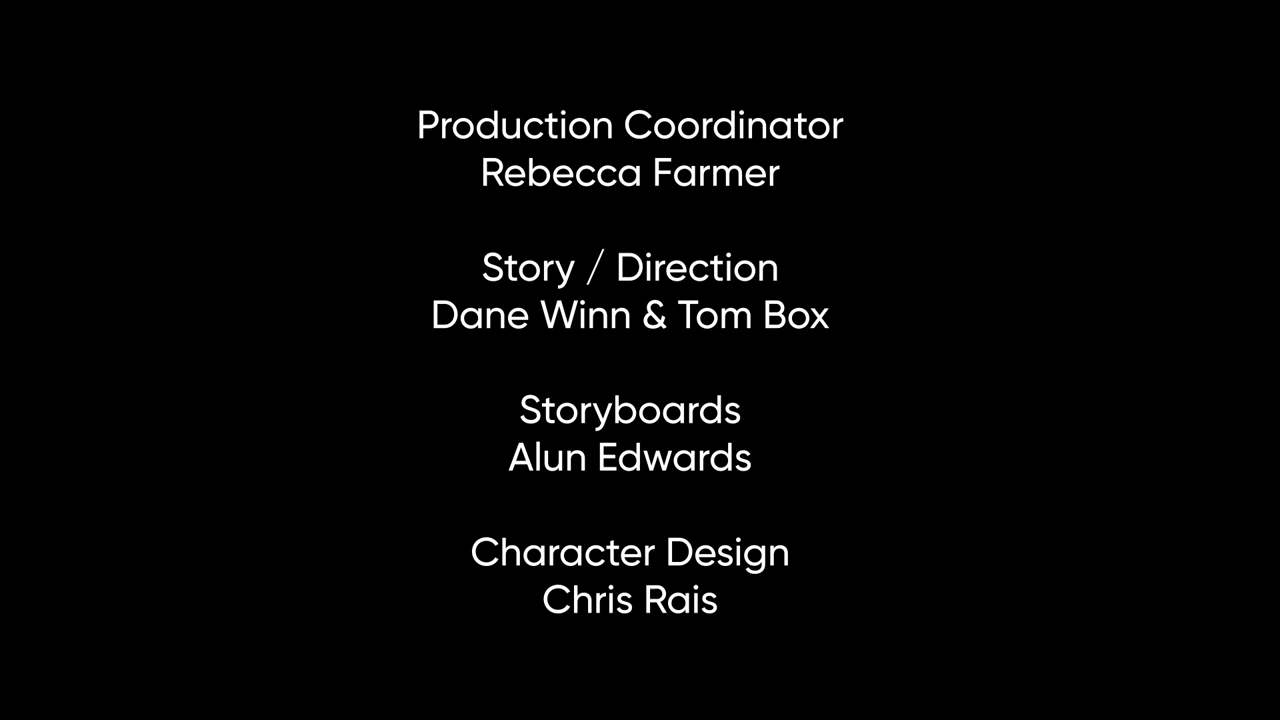 Production Coordinator
Rebecca Farmer
Story / Direction
Dane Winn & Tom Box
Storyboards
Alun Edwards
Character Design
Chris Rais